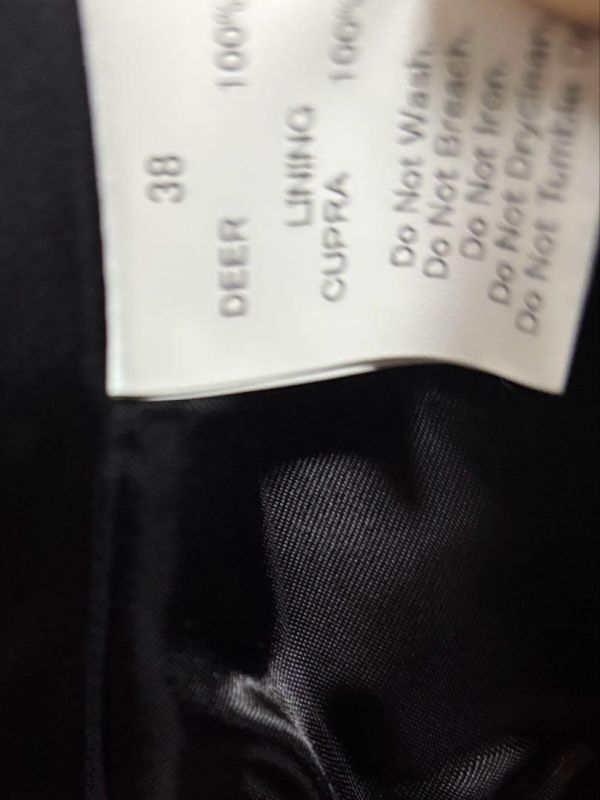 38
DEER 100%
LINING
CUPRA 100%
Do Not Wash.
Do Not Breach.
Do Not Iron.
Do Not Dryclean
Do Not Tumble